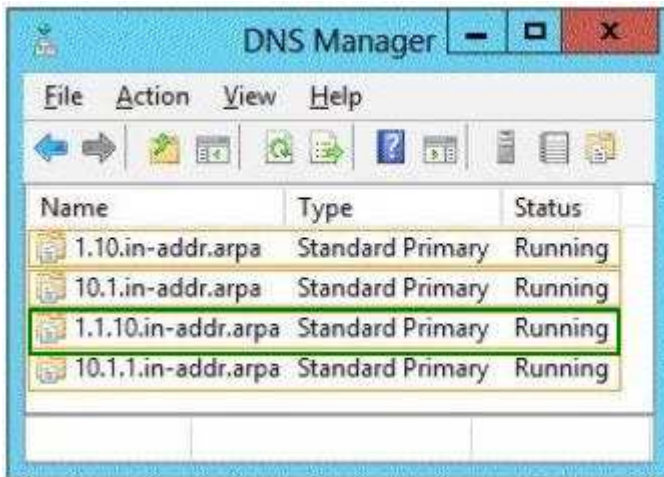 DNS Manager
File Action View Help
Name Type Status
1.10.in-addr.arpa Standard Primary Running
10.1.in-addr.arpa Standard Primary Running
1.1.10.in-addr.arpa Standard Primary Running
10.1.1.in-addr.arpa Standard Primary Running